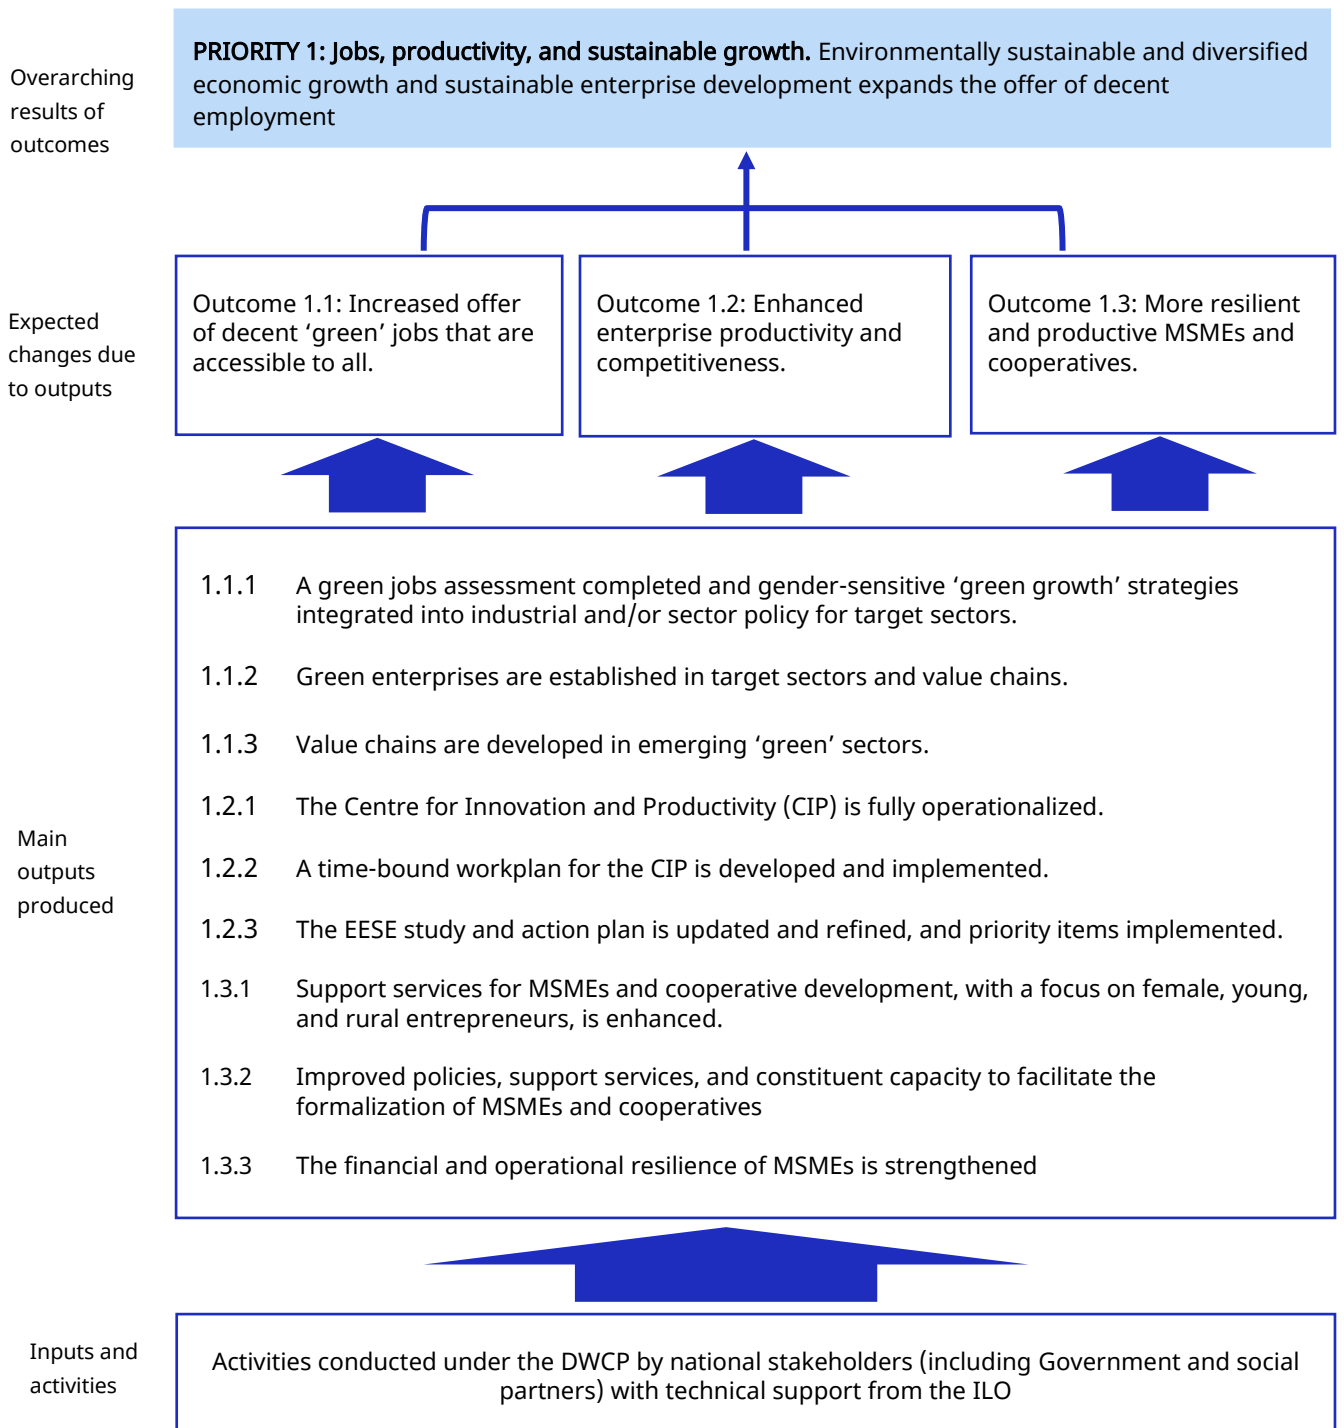 Overarching
results of
outcomes
PRIORITY 1: Jobs, productivity, and sustainable growth. Environmentally sustainable and diversified
economic growth and sustainable enterprise development expands the offer of decent
employment
Expected
changes due
to outputs
Outcome 1.1: Increased offer
of decent ‘green’ jobs that are
accessible to all.
Outcome 1.2: Enhanced
enterprise productivity and
competitiveness.
Outcome 1.3: More resilient
and productive MSMEs and
cooperatives.
Main
outputs
produced
1.1.1 A green jobs assessment completed and gender-sensitive ‘green growth’ strategies
integrated into industrial and/or sector policy for target sectors.
1.1.2 Green enterprises are established in target sectors and value chains.
1.1.3 Value chains are developed in emerging ‘green’ sectors.
1.2.1 The Centre for Innovation and Productivity (CIP) is fully operationalized.
1.2.2 A time-bound workplan for the CIP is developed and implemented.
1.2.3 The EESE study and action plan is updated and refined, and priority items implemented.
1.3.1 Support services for MSMEs and cooperative development, with a focus on female, young,
and rural entrepreneurs, is enhanced.
1.3.2 Improved policies, support services, and constituent capacity to facilitate the
formalization of MSMEs and cooperatives
1.3.3 The financial and operational resilience of MSMEs is strengthened
Inputs and
activities
Activities conducted under the DWCP by national stakeholders (including Government and social
partners) with technical support from the ILO